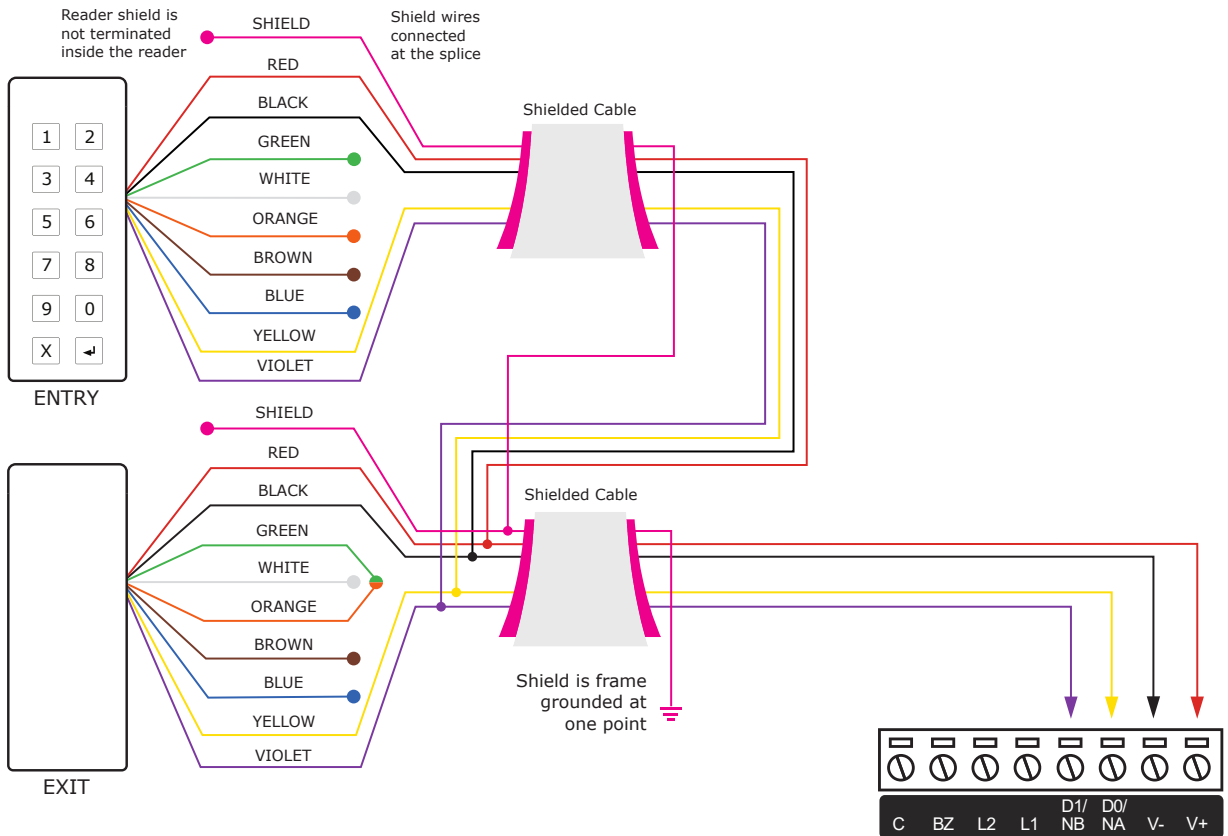 Reader shield is
not terminated
inside the reader
SHIELD
Shield wires
connected
at the splice
RED
BLACK
GREEN
WHITE
ORANGE
BROWN
BLUE
YELLOW
VIOLET
Shielded Cable
1 2
3 4
5 6
7 8
9 0
X ↵
ENTRY
SHIELD
RED
BLACK
GREEN
WHITE
ORANGE
BROWN
BLUE
YELLOW
VIOLET
Shielded Cable
Shield is frame
grounded at
one point
EXIT
C BZ L2 L1 D1/NB D0/NA V- V+